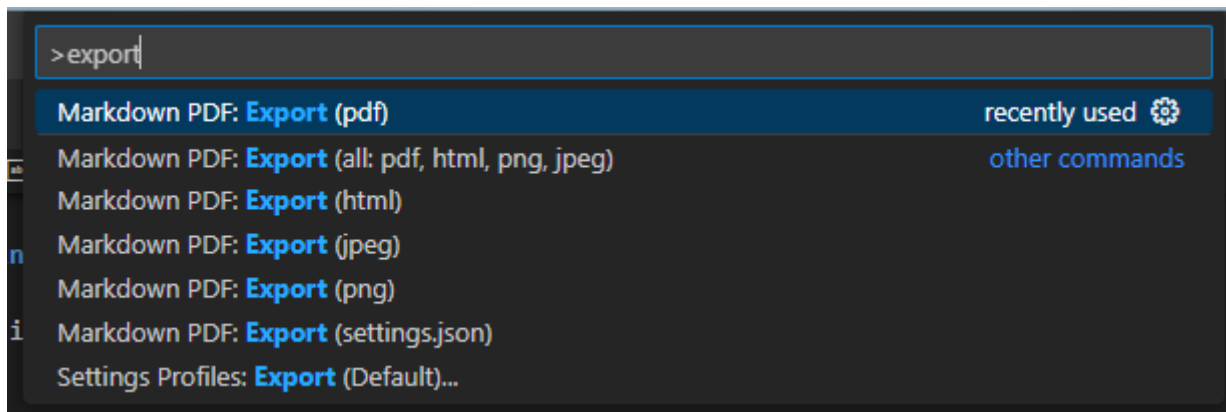 >export
Markdown PDF: Export (pdf) recently used
Markdown PDF: Export (all: pdf, html, png, jpeg) other commands
Markdown PDF: Export (html)
n
Markdown PDF: Export (jpeg)
Markdown PDF: Export (png)
i
Markdown PDF: Export (settings.json)
Settings Profiles: Export (Default)...